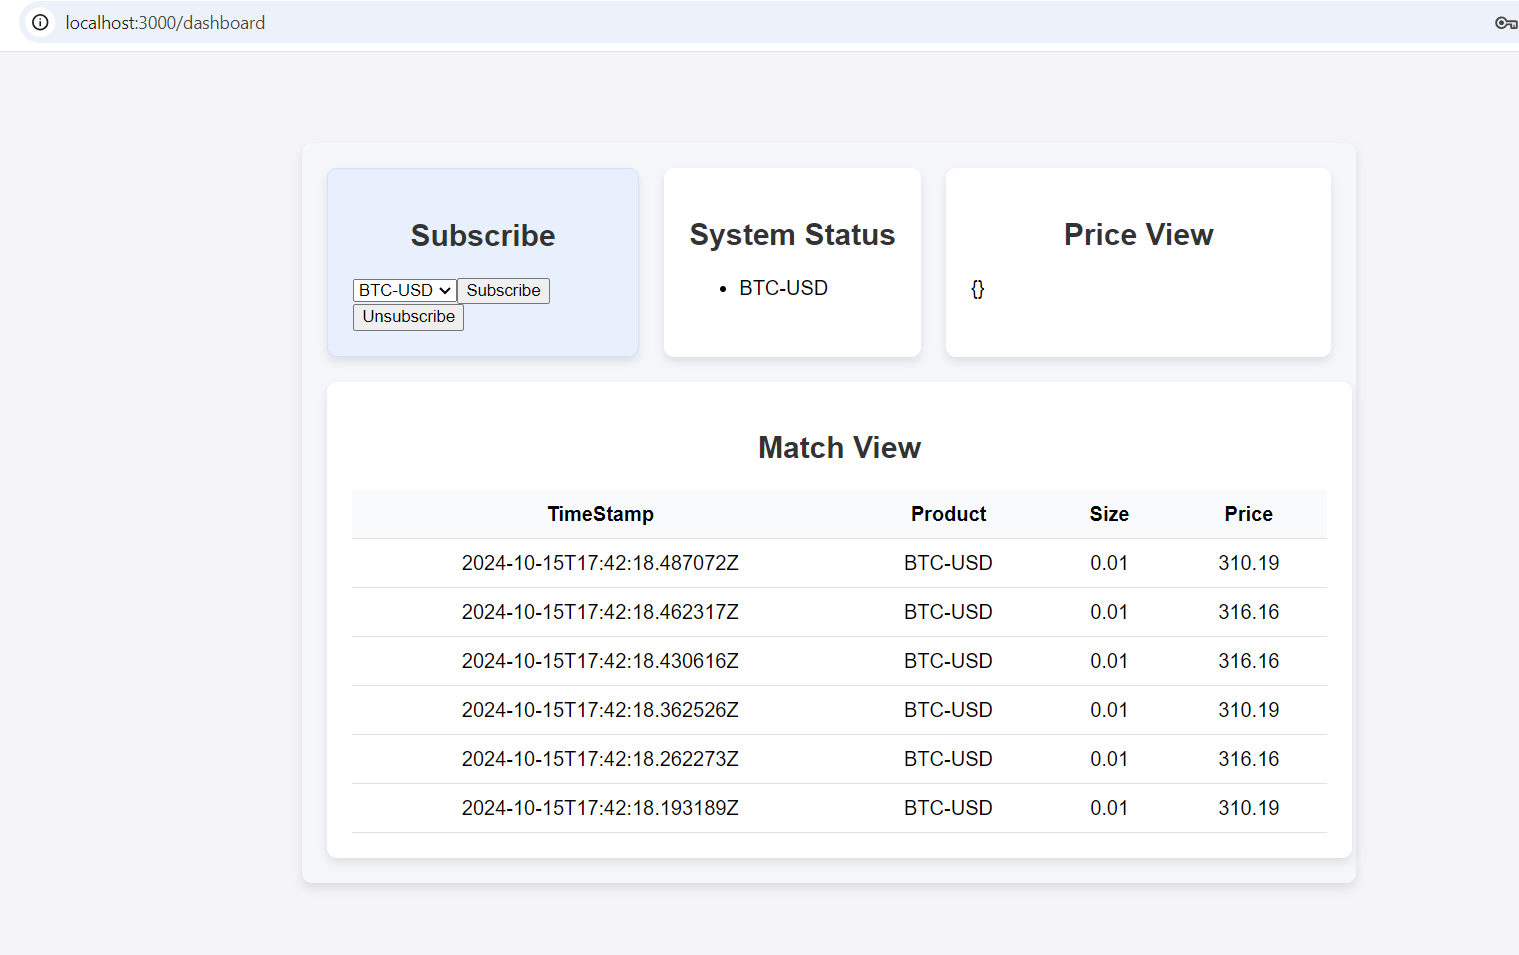 localhost:3000/dashboard
Subscribe
BTC-USD Subscribe
Unsubscribe
System Status
• BTC-USD
Price View
{}
Match View
TimeStamp Product Size Price
2024-10-15T17:42:18.487072Z BTC-USD 0.01 310.19
2024-10-15T17:42:18.462317Z BTC-USD 0.01 316.16
2024-10-15T17:42:18.430616Z BTC-USD 0.01 316.16
2024-10-15T17:42:18.362526Z BTC-USD 0.01 310.19
2024-10-15T17:42:18.262273Z BTC-USD 0.01 316.16
2024-10-15T17:42:18.193189Z BTC-USD 0.01 310.19